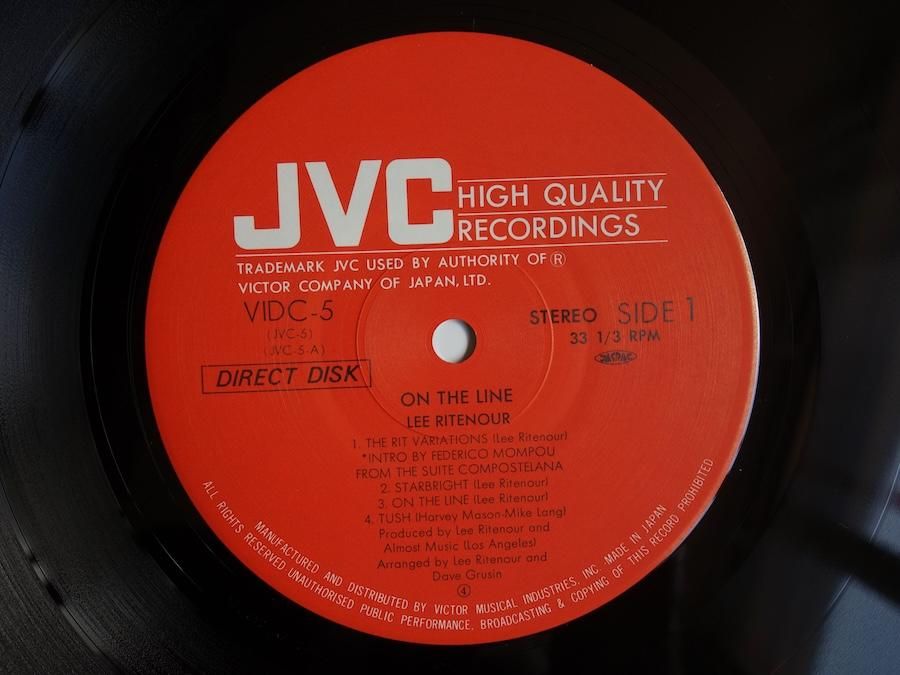 JVC HIGH QUALITY
RECORDINGS
TRADEMARK JVC USED BY AUTHORITY OF ®
VICTOR COMPANY OF JAPAN, LTD.
VIDC-5
(JVC-5)
(JVC-5-A)
DIRECT DISK
STEREO SIDE 1
33 1/3 RPM
JASRAC
ON THE LINE
LEE RITENOUR
1. THE RIT VARIATIONS (Lee Ritenour)
*INTRO BY FEDERICO MOMPOU
FROM THE SUITE COMPOSTELANA
2. STARBRIGHT (Lee Ritenour)
3. ON THE LINE (Lee Ritenour)
4. TUSH (Harvey Mason-Mike Lang)
Produced by Lee Ritenour and
Almost Music (Los Angeles)
Arranged by Lee Ritenour and
Dave Grusin
④
MANUFACTURED AND DISTRIBUTED BY VICTOR MUSICAL INDUSTRIES, INC. MADE IN JAPAN
ALL RIGHTS RESERVED UNAUTHORISED PUBLIC PERFORMANCE, BROADCASTING & COPYING OF THIS RECORD PROHIBITED